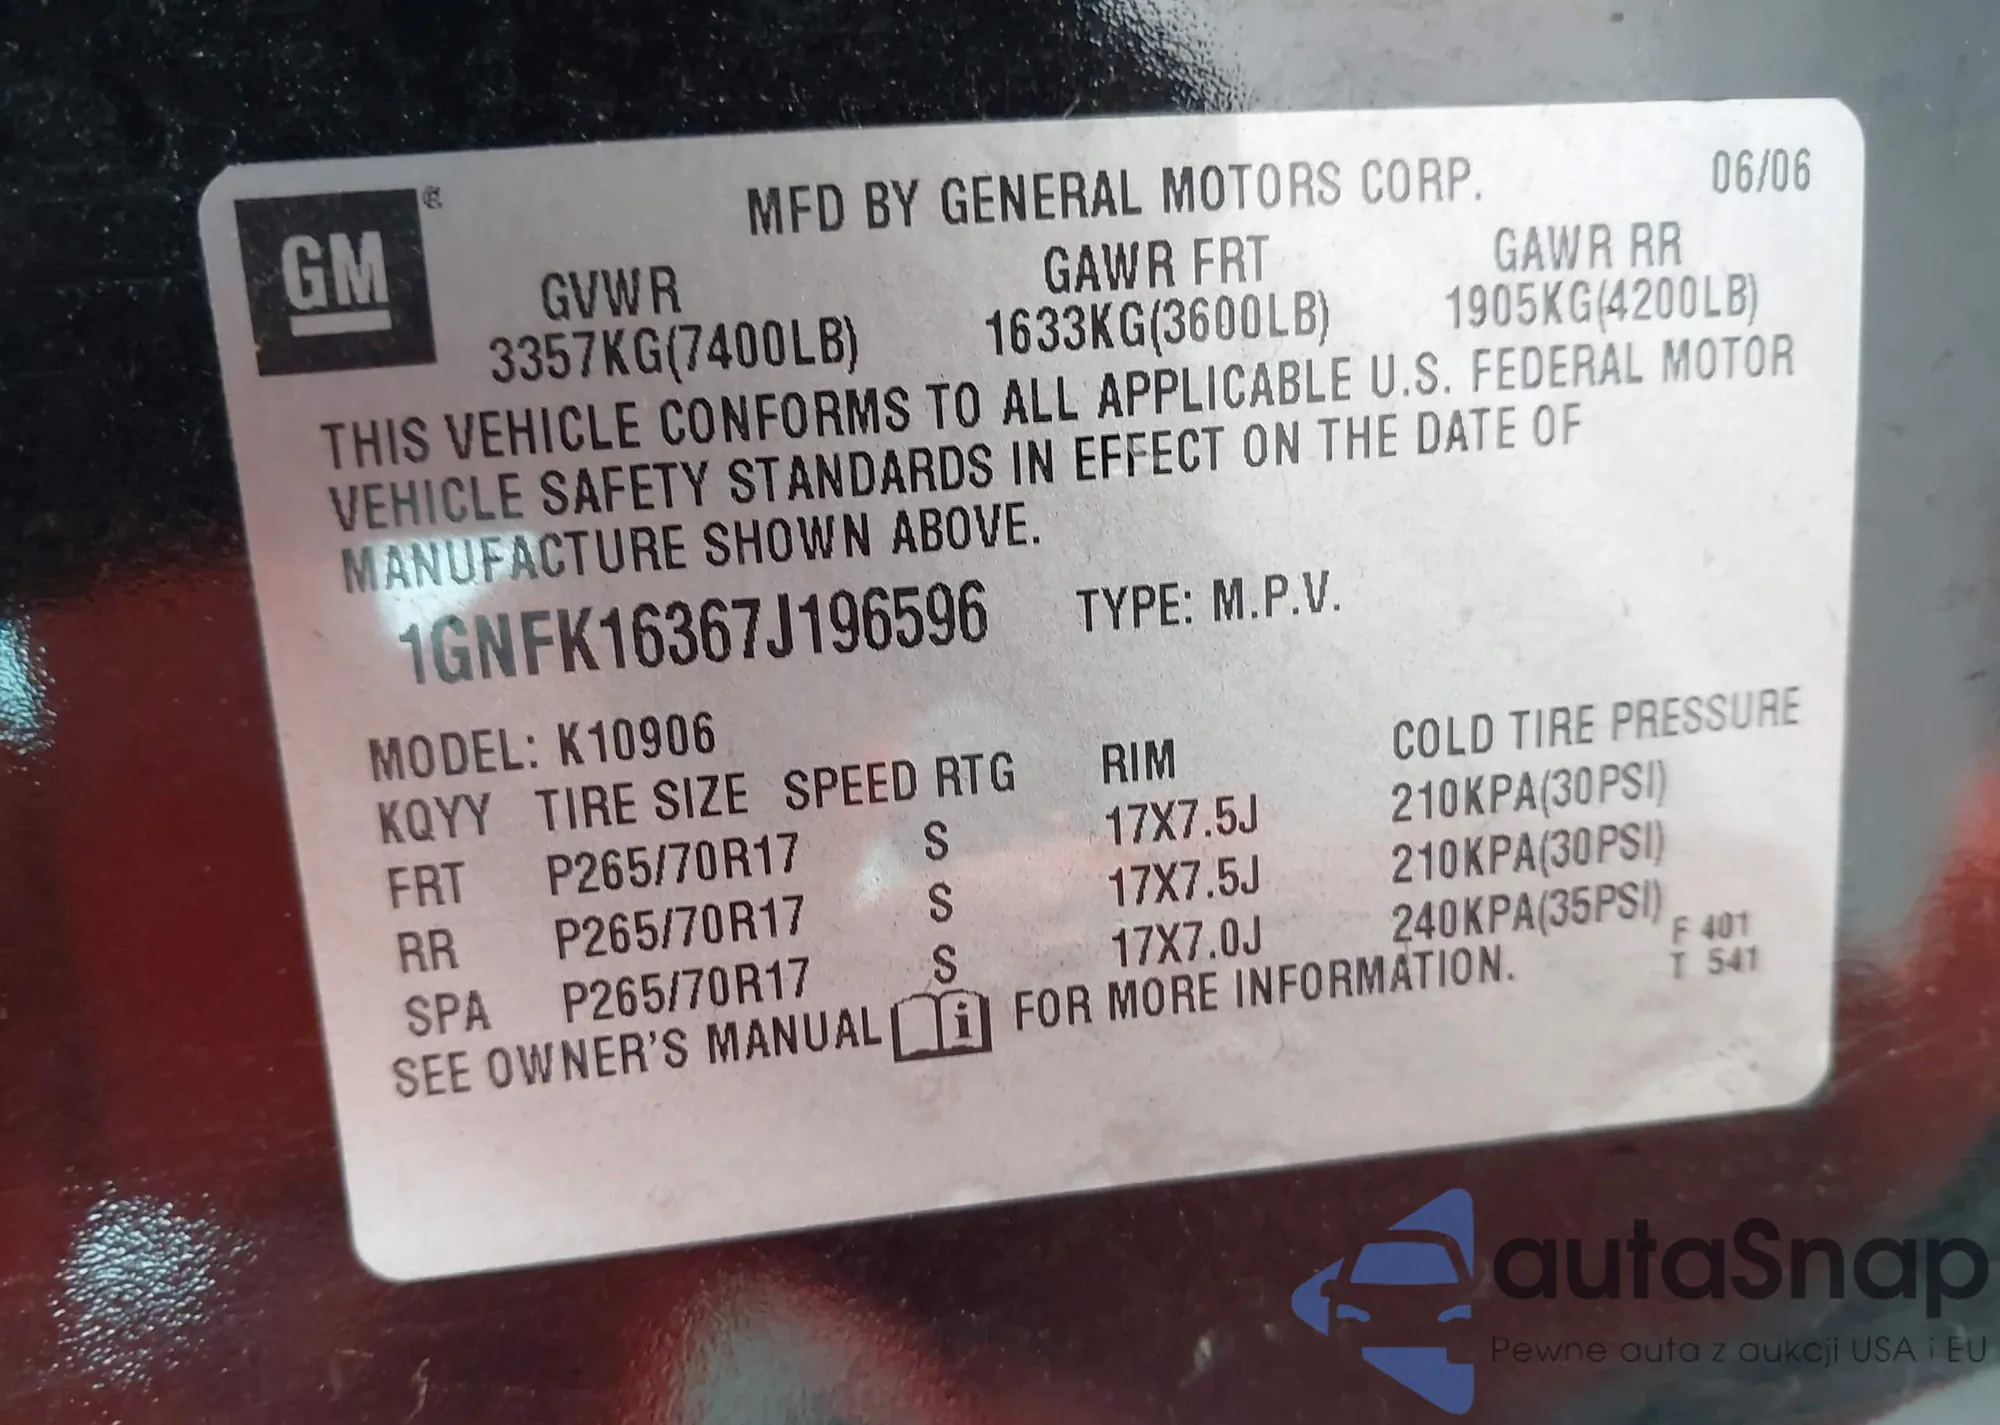 GM®
MFD BY GENERAL MOTORS CORP. 06/06
GVWR GAWR FRT GAWR RR
3357KG(7400LB) 1633KG(3600LB) 1905KG(4200LB)
THIS VEHICLE CONFORMS TO ALL APPLICABLE U.S. FEDERAL MOTOR
VEHICLE SAFETY STANDARDS IN EFFECT ON THE DATE OF
MANUFACTURE SHOWN ABOVE.
1GNFK16367J196596 TYPE: M.P.V.
MODEL: K10906
KQYY TIRE SIZE SPEED RTG RIM COLD TIRE PRESSURE
FRT P265/70R17 S 17X7.5J 210KPA(30PSI)
RR P265/70R17 S 17X7.5J 210KPA(30PSI)
SPA P265/70R17 S 17X7.0J 240KPA(35PSI)
SEE OWNER'S MANUAL i FOR MORE INFORMATION.
F 401
T 541
autaSnap
Pewne auta z aukcji USA i EU